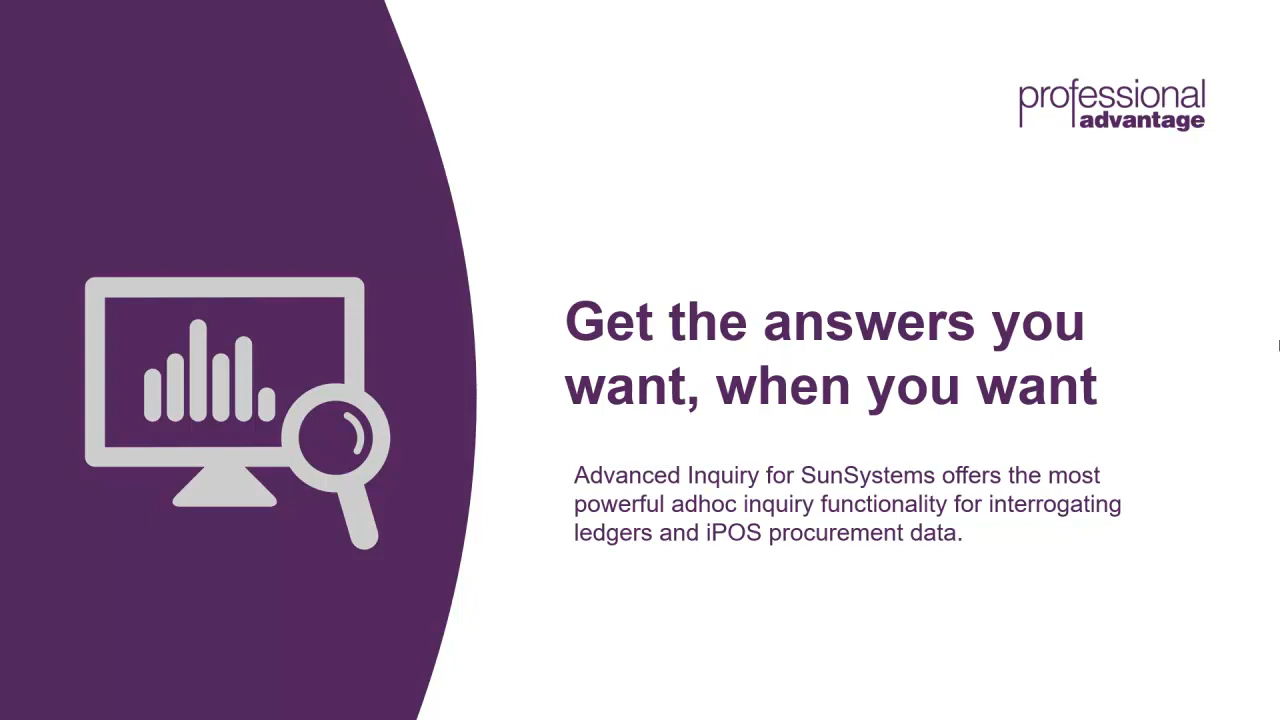 professional
advantage
Get the answers you
want, when you want
Advanced Inquiry for SunSystems offers the most
powerful adhoc inquiry functionality for interrogating
ledgers and iPOS procurement data.